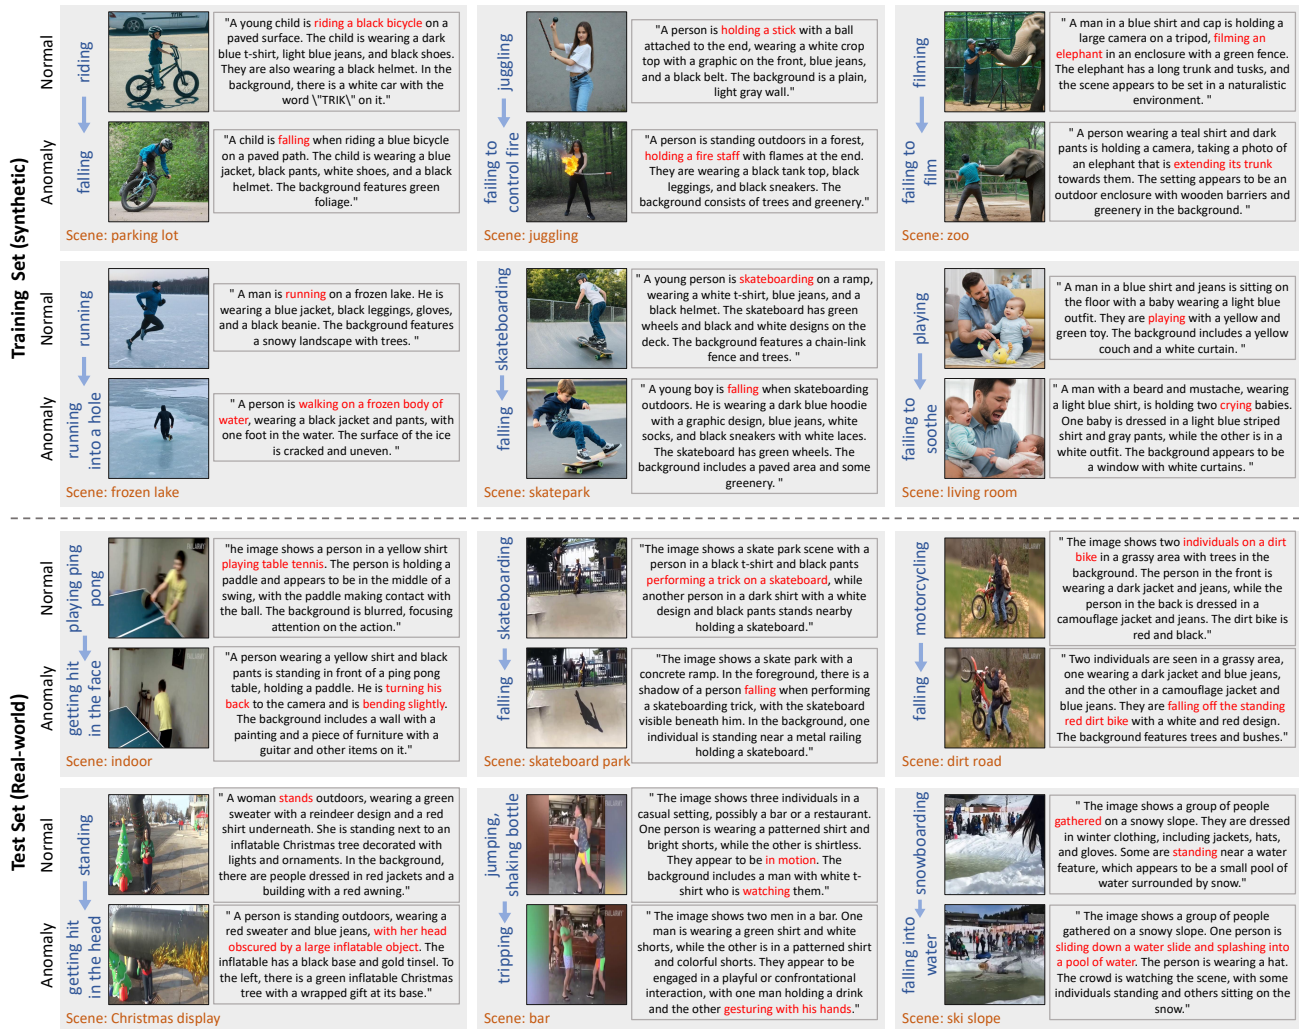 Training Set (synthetic)
Normal
riding
"A young child is riding a black bicycle on a
paved surface. The child is wearing a dark
blue t-shirt, light blue jeans, and black shoes.
They are also wearing a black helmet. In the
background, there is a white car with the
word \"TRIK\" on it."
Anomaly
falling
"A child is falling when riding a blue bicycle
on a paved path. The child is wearing a blue
jacket, black pants, white shoes, and a black
helmet. The background features green
foliage."
Scene: parking lot
juggling
"A person is holding a stick with a ball
attached to the end, wearing a white crop
top with a graphic on the front, blue jeans,
and a black belt. The background is a plain,
light gray wall."
failing to
control fire
"A person is standing outdoors in a forest,
holding a fire staff with flames at the end.
They are wearing a black tank top, black
leggings, and black sneakers. The
background consists of trees and greenery."
Scene: juggling
filming
" A man in a blue shirt and cap is holding a
large camera on a tripod, filming an
elephant in an enclosure with a green fence.
The elephant has a long trunk and tusks, and
the scene appears to be set in a naturalistic
environment. "
failing to
film
" A person wearing a teal shirt and dark
pants is holding a camera, taking a photo of
an elephant that is extending its trunk
towards them. The setting appears to be an
outdoor enclosure with wooden barriers and
greenery in the background. "
Scene: zoo
Normal
running
" A man is running on a frozen lake. He is
wearing a blue jacket, black leggings, gloves,
and a black beanie. The background features
a snowy landscape with trees. "
Anomaly
running
into a hole
" A person is walking on a frozen body of
water, wearing a black jacket and pants, with
one foot in the water. The surface of the ice
is cracked and uneven. "
Scene: frozen lake
skateboarding
" A young person is skateboarding on a ramp,
wearing a white t-shirt, blue jeans, and a
black helmet. The skateboard has green
wheels and black and white designs on the
deck. The background features a chain-link
fence and trees. "
falling
" A young boy is falling when skateboarding
outdoors. He is wearing a dark blue hoodie
with a graphic design, blue jeans, white
socks, and black sneakers with white laces.
The skateboard has green wheels. The
background includes a paved area and some
greenery. "
Scene: skatepark
playing
" A man in a blue shirt and jeans is sitting on
the floor with a baby wearing a light blue
outfit. They are playing with a yellow and
green toy. The background includes a yellow
couch and a white curtain. "
failing to
soothe
" A man with a beard and mustache, wearing
a light blue shirt, is holding two crying babies.
One baby is dressed in a light blue striped
shirt and gray pants, while the other is in a
white outfit. The background appears to be
a window with white curtains. "
Scene: living room
Test Set (Real-world)
Normal
playing ping
pong
FAILARMY
"he image shows a person in a yellow shirt
playing table tennis. The person is holding a
paddle and appears to be in the middle of a
swing, with the paddle making contact with
the ball. The background is blurred, focusing
attention on the action."
Anomaly
getting hit
in the face
FAILARMY
"A person wearing a yellow shirt and black
pants is standing in front of a ping pong
table, holding a paddle. He is turning his
back to the camera and is bending slightly.
The background includes a wall with a
painting and a piece of furniture with a
guitar and other items on it."
Scene: indoor
skateboarding
"The image shows a skate park scene with a
person in a black t-shirt and black pants
performing a trick on a skateboard, while
another person in a dark shirt with a white
design and black pants stands nearby
holding a skateboard."
falling
"The image shows a skate park with a
concrete ramp. In the foreground, there is a
shadow of a person falling when performing
a skateboarding trick, with the skateboard
visible beneath him. In the background, one
individual is standing near a metal railing
holding a skateboard."
Scene: skateboard park
motorcycling
"The image shows two individuals on a dirt
bike in a grassy area with trees in the
background. The person in the front is
wearing a dark jacket and jeans, while the
person in the back is dressed in a
camouflage jacket and jeans. The dirt bike is
red and black."
falling
"Two individuals are seen in a grassy area,
one wearing a dark jacket and blue jeans,
and the other in a camouflage jacket and
blue jeans. They are falling off the standing
red dirt bike with a white and red design.
The background features trees and bushes."
Scene: dirt road
Normal
standing
" A woman stands outdoors, wearing a green
sweater with a reindeer design and a red
shirt underneath. She is standing next to an
inflatable Christmas tree decorated with
lights and ornaments. In the background,
there are people dressed in red jackets and a
building with a red awning."
Anomaly
getting hit
in the head
" A person is standing outdoors, wearing a
red sweater and blue jeans, with her head
obscured by a large inflatable object. The
inflatable has a black base and gold tinsel. To
the left, there is a green inflatable Christmas
tree with a wrapped gift at its base."
Scene: Christmas display
jumping,
shaking bottle
" The image shows three individuals in a
casual setting, possibly a bar or a restaurant.
One person is wearing a patterned shirt and
bright shorts, while the other is shirtless.
They appear to be in motion. The
background includes a man with white t-
shirt who is watching them."
tripping
"The image shows two men in a bar. One
man is wearing a green shirt and white
shorts, while the other is in a patterned shirt
and colorful shorts. They appear to be
engaged in a playful or confrontational
interaction, with one man holding a drink
and the other gesturing with his hands."
Scene: bar
snowboarding
" The image shows a group of people
gathered on a snowy slope. They are dressed
in winter clothing, including jackets, hats,
and gloves. Some are standing near a water
feature, which appears to be a small pool of
water surrounded by snow."
falling into
water
"The image shows a group of people
gathered on a snowy slope. One person is
sliding down a water slide and splashing into
a pool of water. The person is wearing a hat.
The crowd is watching the scene, with some
individuals standing and others sitting on the
snow."
Scene: ski slope